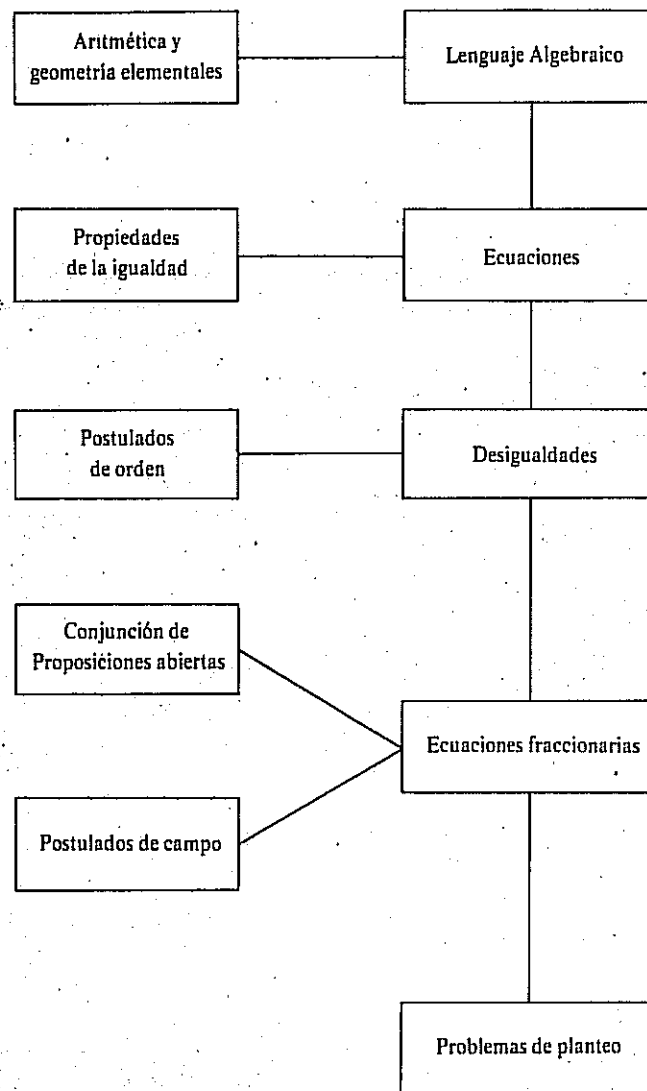 Aritmética y
geometría elementales
Lenguaje Algebraico
Propiedades
de la igualdad
Ecuaciones
Postulados
de orden
Desigualdades
Conjunción de
Proposiciones abiertas
Ecuaciones fraccionarias
Postulados de campo
Problemas de planteo